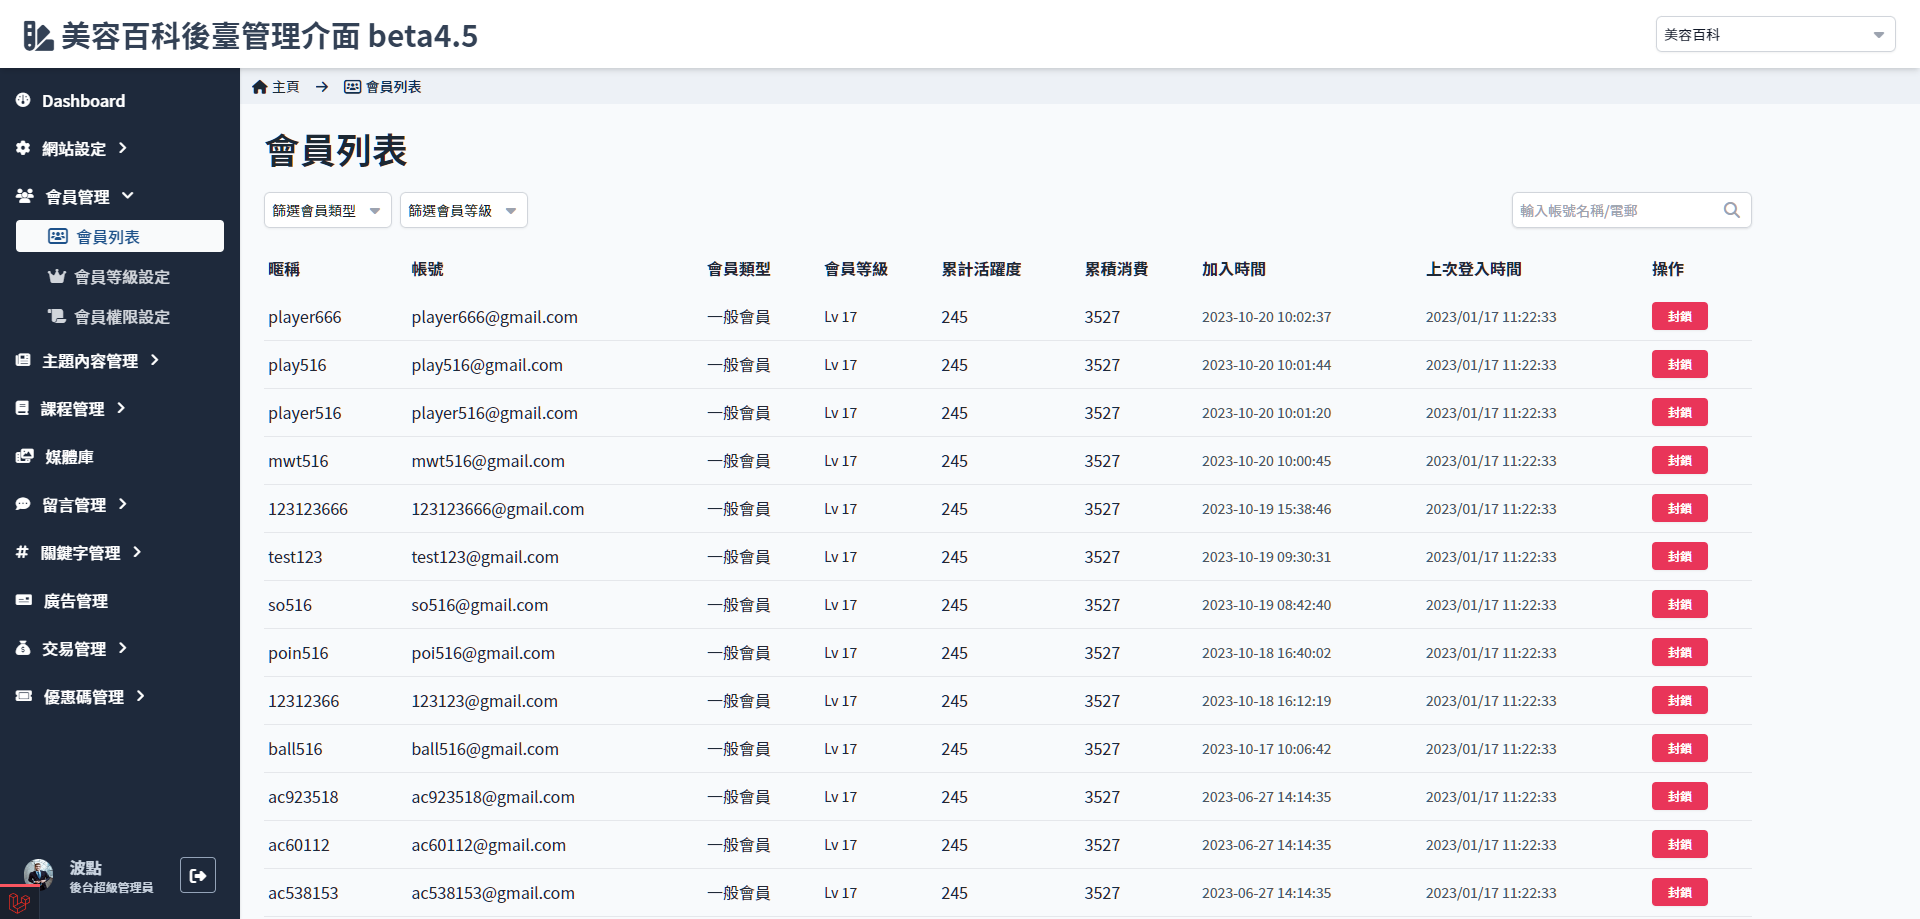 美容百科後臺管理介面 beta4.5
美容百科
Dashboard
網站設定
會員管理
會員列表
會員等級設定
會員權限設定
主題內容管理
課程管理
媒體庫
留言管理
關鍵字管理
廣告管理
交易管理
優惠碼管理
波點
後台超級管理員
主頁 → 會員列表
會員列表
篩選會員類型 篩選會員等級 輸入帳號名稱/電郵
暱稱 帳號 會員類型 會員等級 累計活躍度 累積消費 加入時間 上次登入時間 操作
player666 player666@gmail.com 一般會員 Lv 17 245 3527 2023-10-20 10:02:37 2023/01/17 11:22:33 封鎖
play516 play516@gmail.com 一般會員 Lv 17 245 3527 2023-10-20 10:01:44 2023/01/17 11:22:33 封鎖
player516 player516@gmail.com 一般會員 Lv 17 245 3527 2023-10-20 10:01:20 2023/01/17 11:22:33 封鎖
mwt516 mwt516@gmail.com 一般會員 Lv 17 245 3527 2023-10-20 10:00:45 2023/01/17 11:22:33 封鎖
123123666 123123666@gmail.com 一般會員 Lv 17 245 3527 2023-10-19 15:38:46 2023/01/17 11:22:33 封鎖
test123 test123@gmail.com 一般會員 Lv 17 245 3527 2023-10-19 09:30:31 2023/01/17 11:22:33 封鎖
so516 so516@gmail.com 一般會員 Lv 17 245 3527 2023-10-19 08:42:40 2023/01/17 11:22:33 封鎖
poin516 poi516@gmail.com 一般會員 Lv 17 245 3527 2023-10-18 16:40:02 2023/01/17 11:22:33 封鎖
12312366 123123@gmail.com 一般會員 Lv 17 245 3527 2023-10-18 16:12:19 2023/01/17 11:22:33 封鎖
ball516 ball516@gmail.com 一般會員 Lv 17 245 3527 2023-10-17 10:06:42 2023/01/17 11:22:33 封鎖
ac923518 ac923518@gmail.com 一般會員 Lv 17 245 3527 2023-06-27 14:14:35 2023/01/17 11:22:33 封鎖
ac60112 ac60112@gmail.com 一般會員 Lv 17 245 3527 2023-06-27 14:14:35 2023/01/17 11:22:33 封鎖
ac538153 ac538153@gmail.com 一般會員 Lv 17 245 3527 2023-06-27 14:14:35 2023/01/17 11:22:33 封鎖